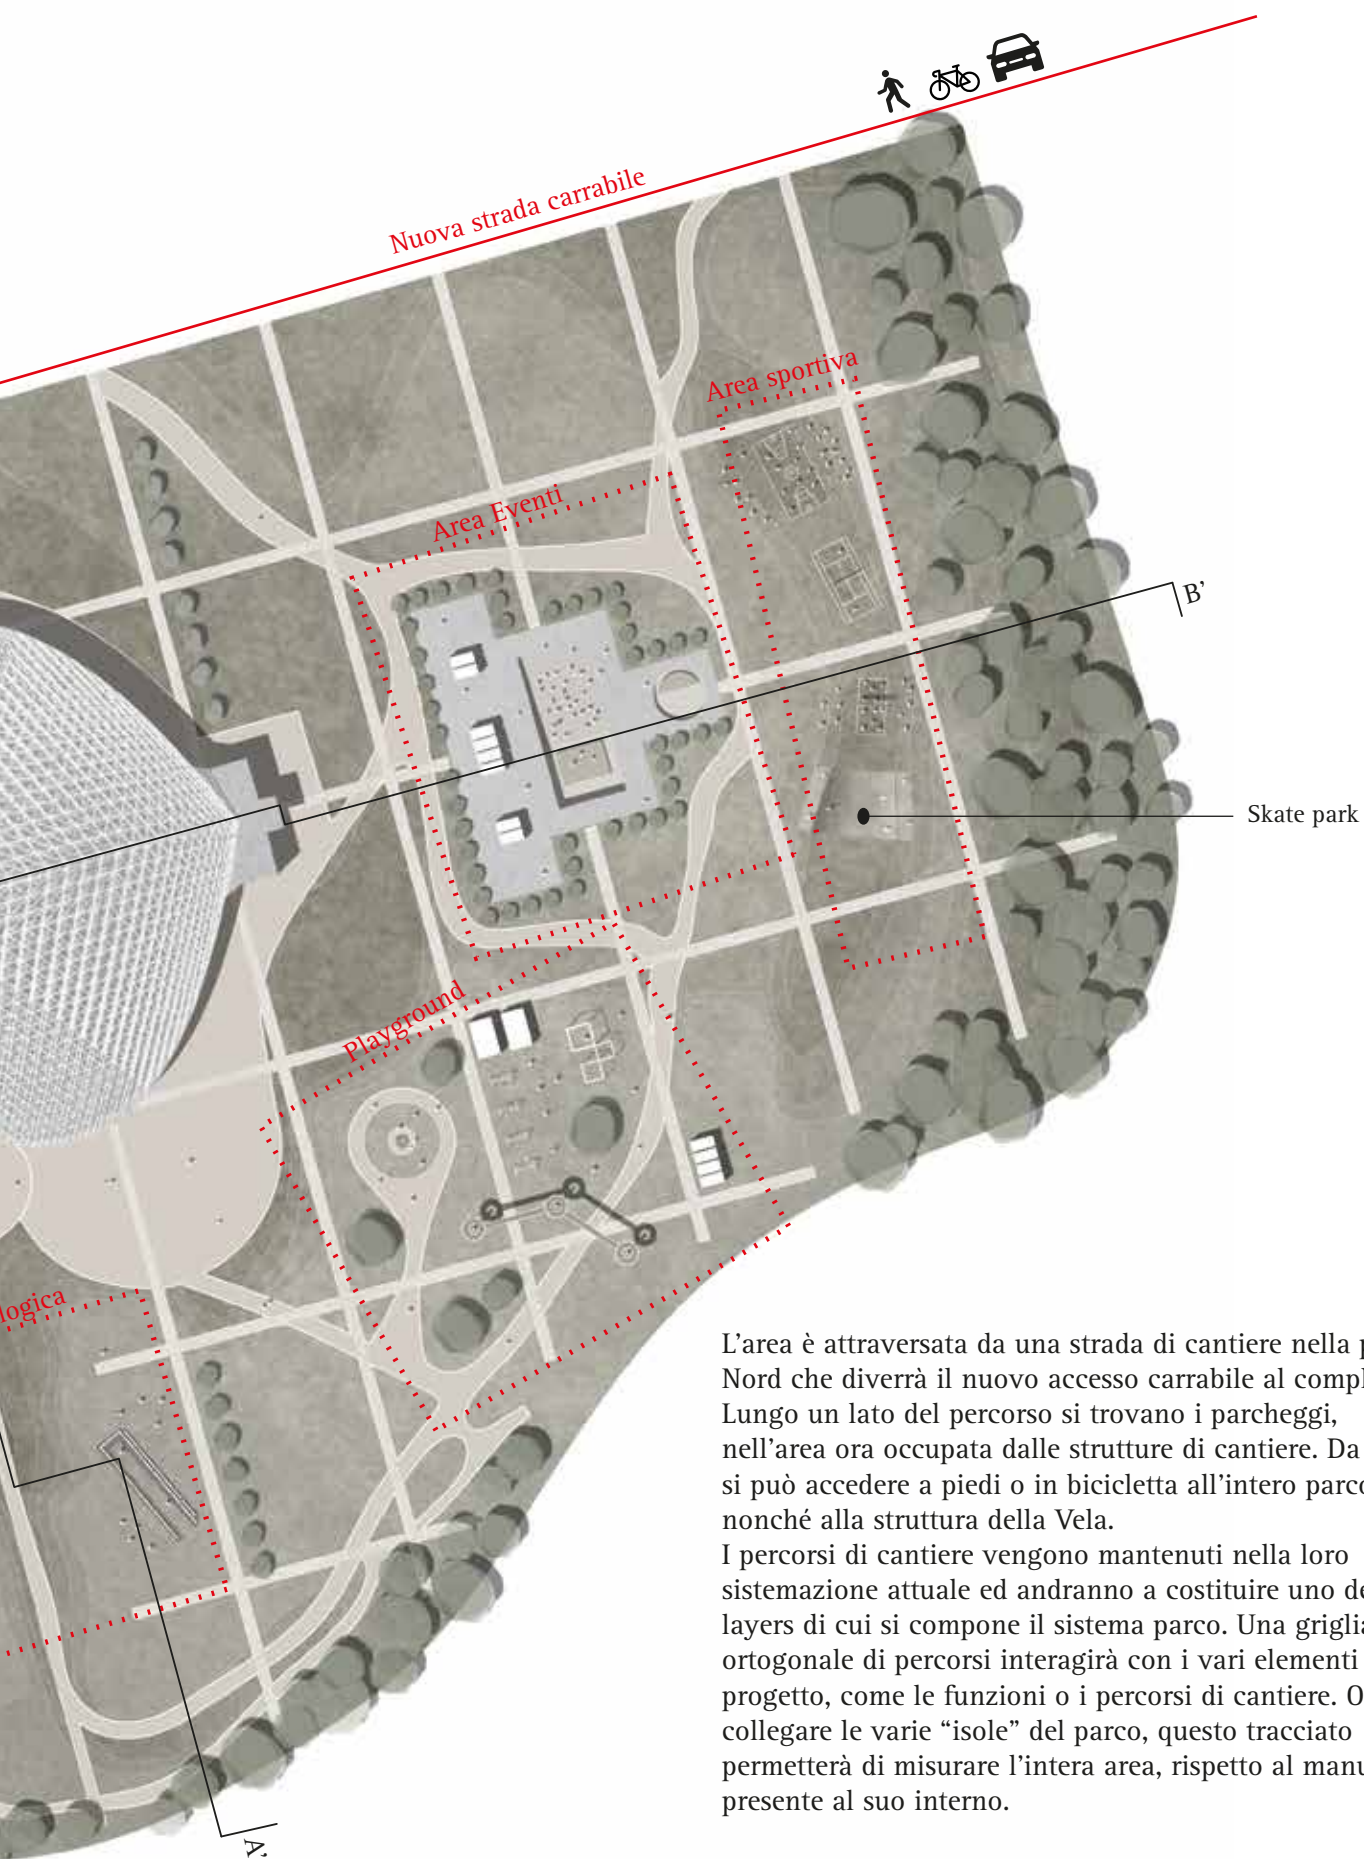 Nuova strada carrabile
Area sportiva
Area Eventi
B'
Skate park
Playground
logica
A'
L'area è attraversata da una strada di cantiere nella p
Nord che diverrà il nuovo accesso carrabile al compl
Lungo un lato del percorso si trovano i parcheggi,
nell'area ora occupata dalle strutture di cantiere. Da
si può accedere a piedi o in bicicletta all'intero parco
nonché alla struttura della Vela.
I percorsi di cantiere vengono mantenuti nella loro
sistemazione attuale ed andranno a costituire uno de
layers di cui si compone il sistema parco. Una griglia
ortogonale di percorsi interagirà con i vari elementi
progetto, come le funzioni o i percorsi di cantiere. O
collegare le varie “isole” del parco, questo tracciato
permetterà di misurare l'intera area, rispetto al manu
presente al suo interno.